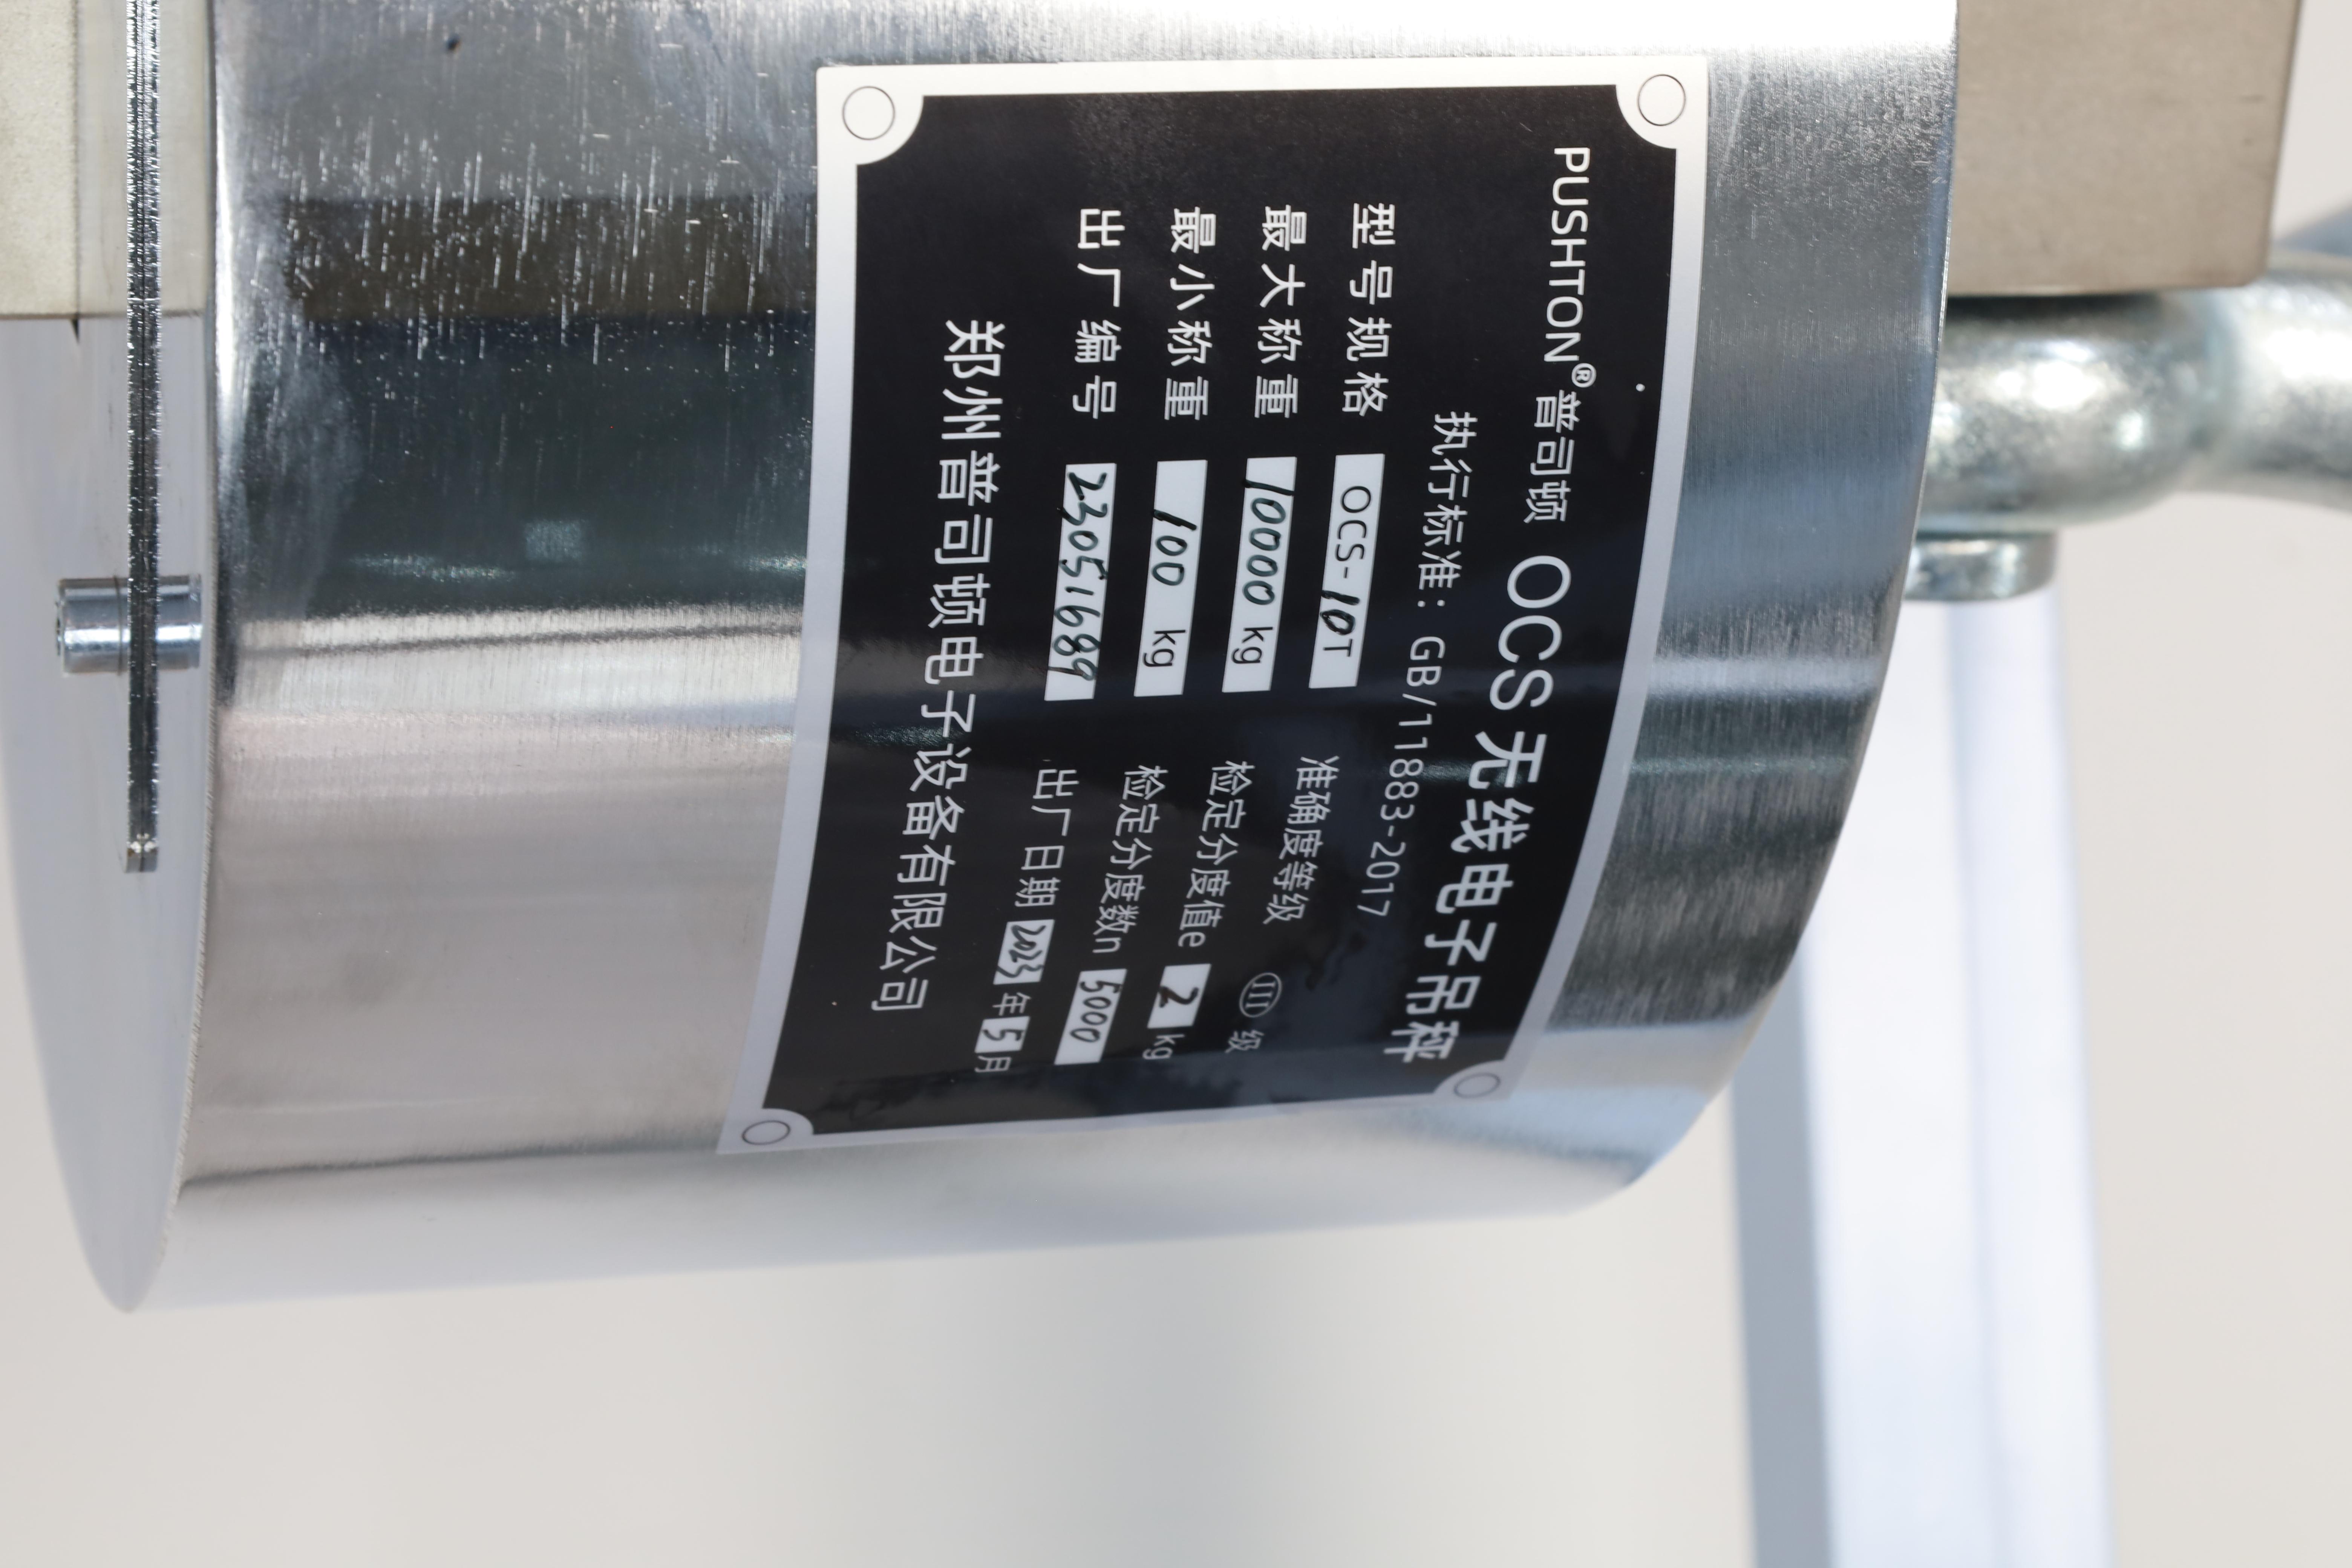 PUSHTON®普司顿 OCS无线电子吊秤
执行标准：GB/11883-2017
型号规格 OCS-10T 准确度等级 III 级
最大称重 10000 kg 检定分度值e 2 kg
最小称重 100 kg 检定分度数n 5000
出厂编号 23051689 出厂日期 2023 年 5 月
郑州普司顿电子设备有限公司